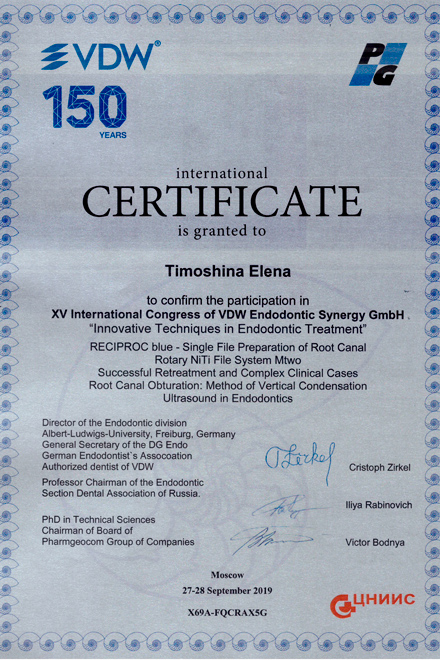 VDW®
PG
150
YEARS
international
CERTIFICATE
is granted to
Timoshina Elena
to confirm the participation in
XV International Congress of VDW Endodontic Synergy GmbH .
“Innovative Techniques in Endodontic Treatment”
RECIPROC blue - Single File Preparation of Root Canal
Rotary NiTi File System Mtwo
Successful Retreatment and Complex Clinical Cases
Root Canal Obturation: Method of Vertical Condensation
Ultrasound in Endodontics
Director of the Endodontic division
Albert-Ludwigs-University, Freiburg, Germany
General Secretary of the DG Endo
German Endodontist`s Assocoation
Authorized dentist of VDW
Cristoph Zirkel
Professor Chairman of the Endodontic
Section Dental Association of Russia.
Iliya Rabinovich
PhD in Technical Sciences
Chairman of Board of
Pharmgeocom Group of Companies
Victor Bodnya
Moscow
27-28 September 2019
X69A-FQCRAX5G
ЦНИИС